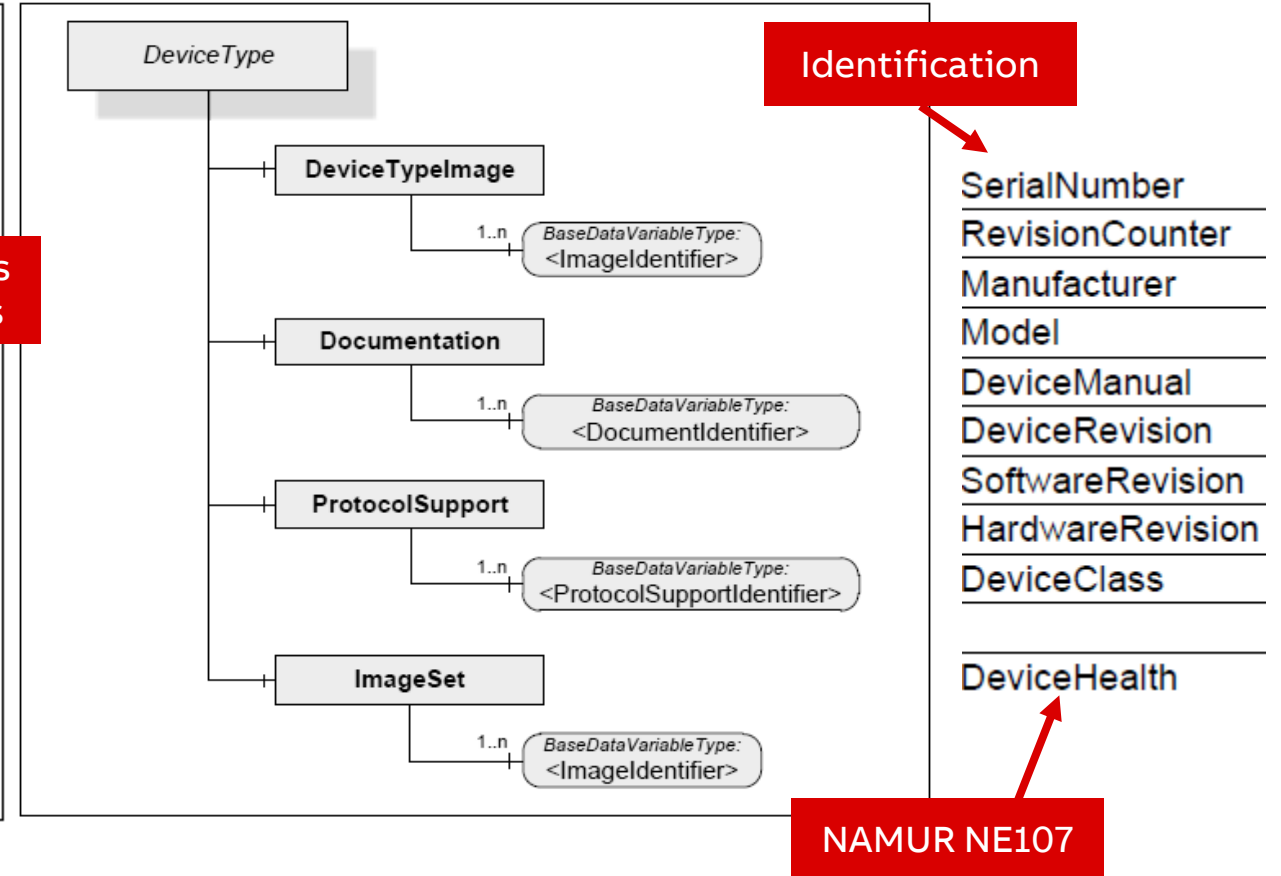 DeviceType
DeviceTypeImage
1..n
BaseDataVariableType:
<ImageIdentifier>
Documentation
1..n
BaseDataVariableType:
<DocumentIdentifier>
ProtocolSupport
1..n
BaseDataVariableType:
<ProtocolSupportIdentifier>
ImageSet
1..n
BaseDataVariableType:
<ImageIdentifier>
Identification
SerialNumber
RevisionCounter
Manufacturer
Model
DeviceManual
DeviceRevision
SoftwareRevision
HardwareRevision
DeviceClass
DeviceHealth
NAMUR NE107